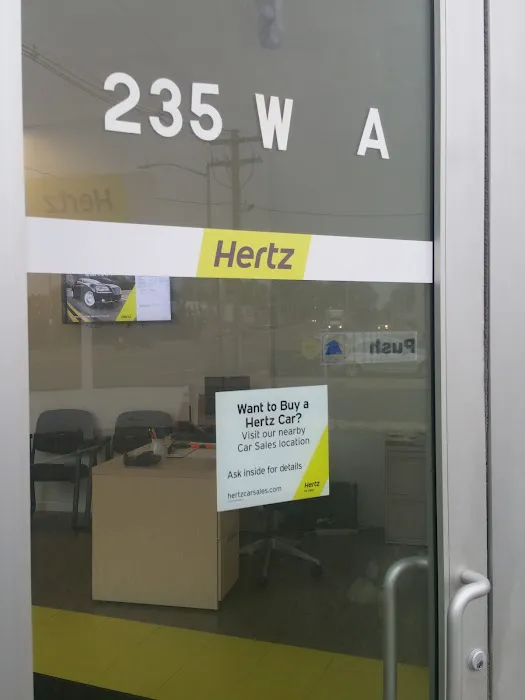 235 W A
Hertz
Hertz
Push
Want to Buy a
Hertz Car?
Visit our nearby
Car Sales location
Ask inside for details
hertzcarsales.com
Hertz